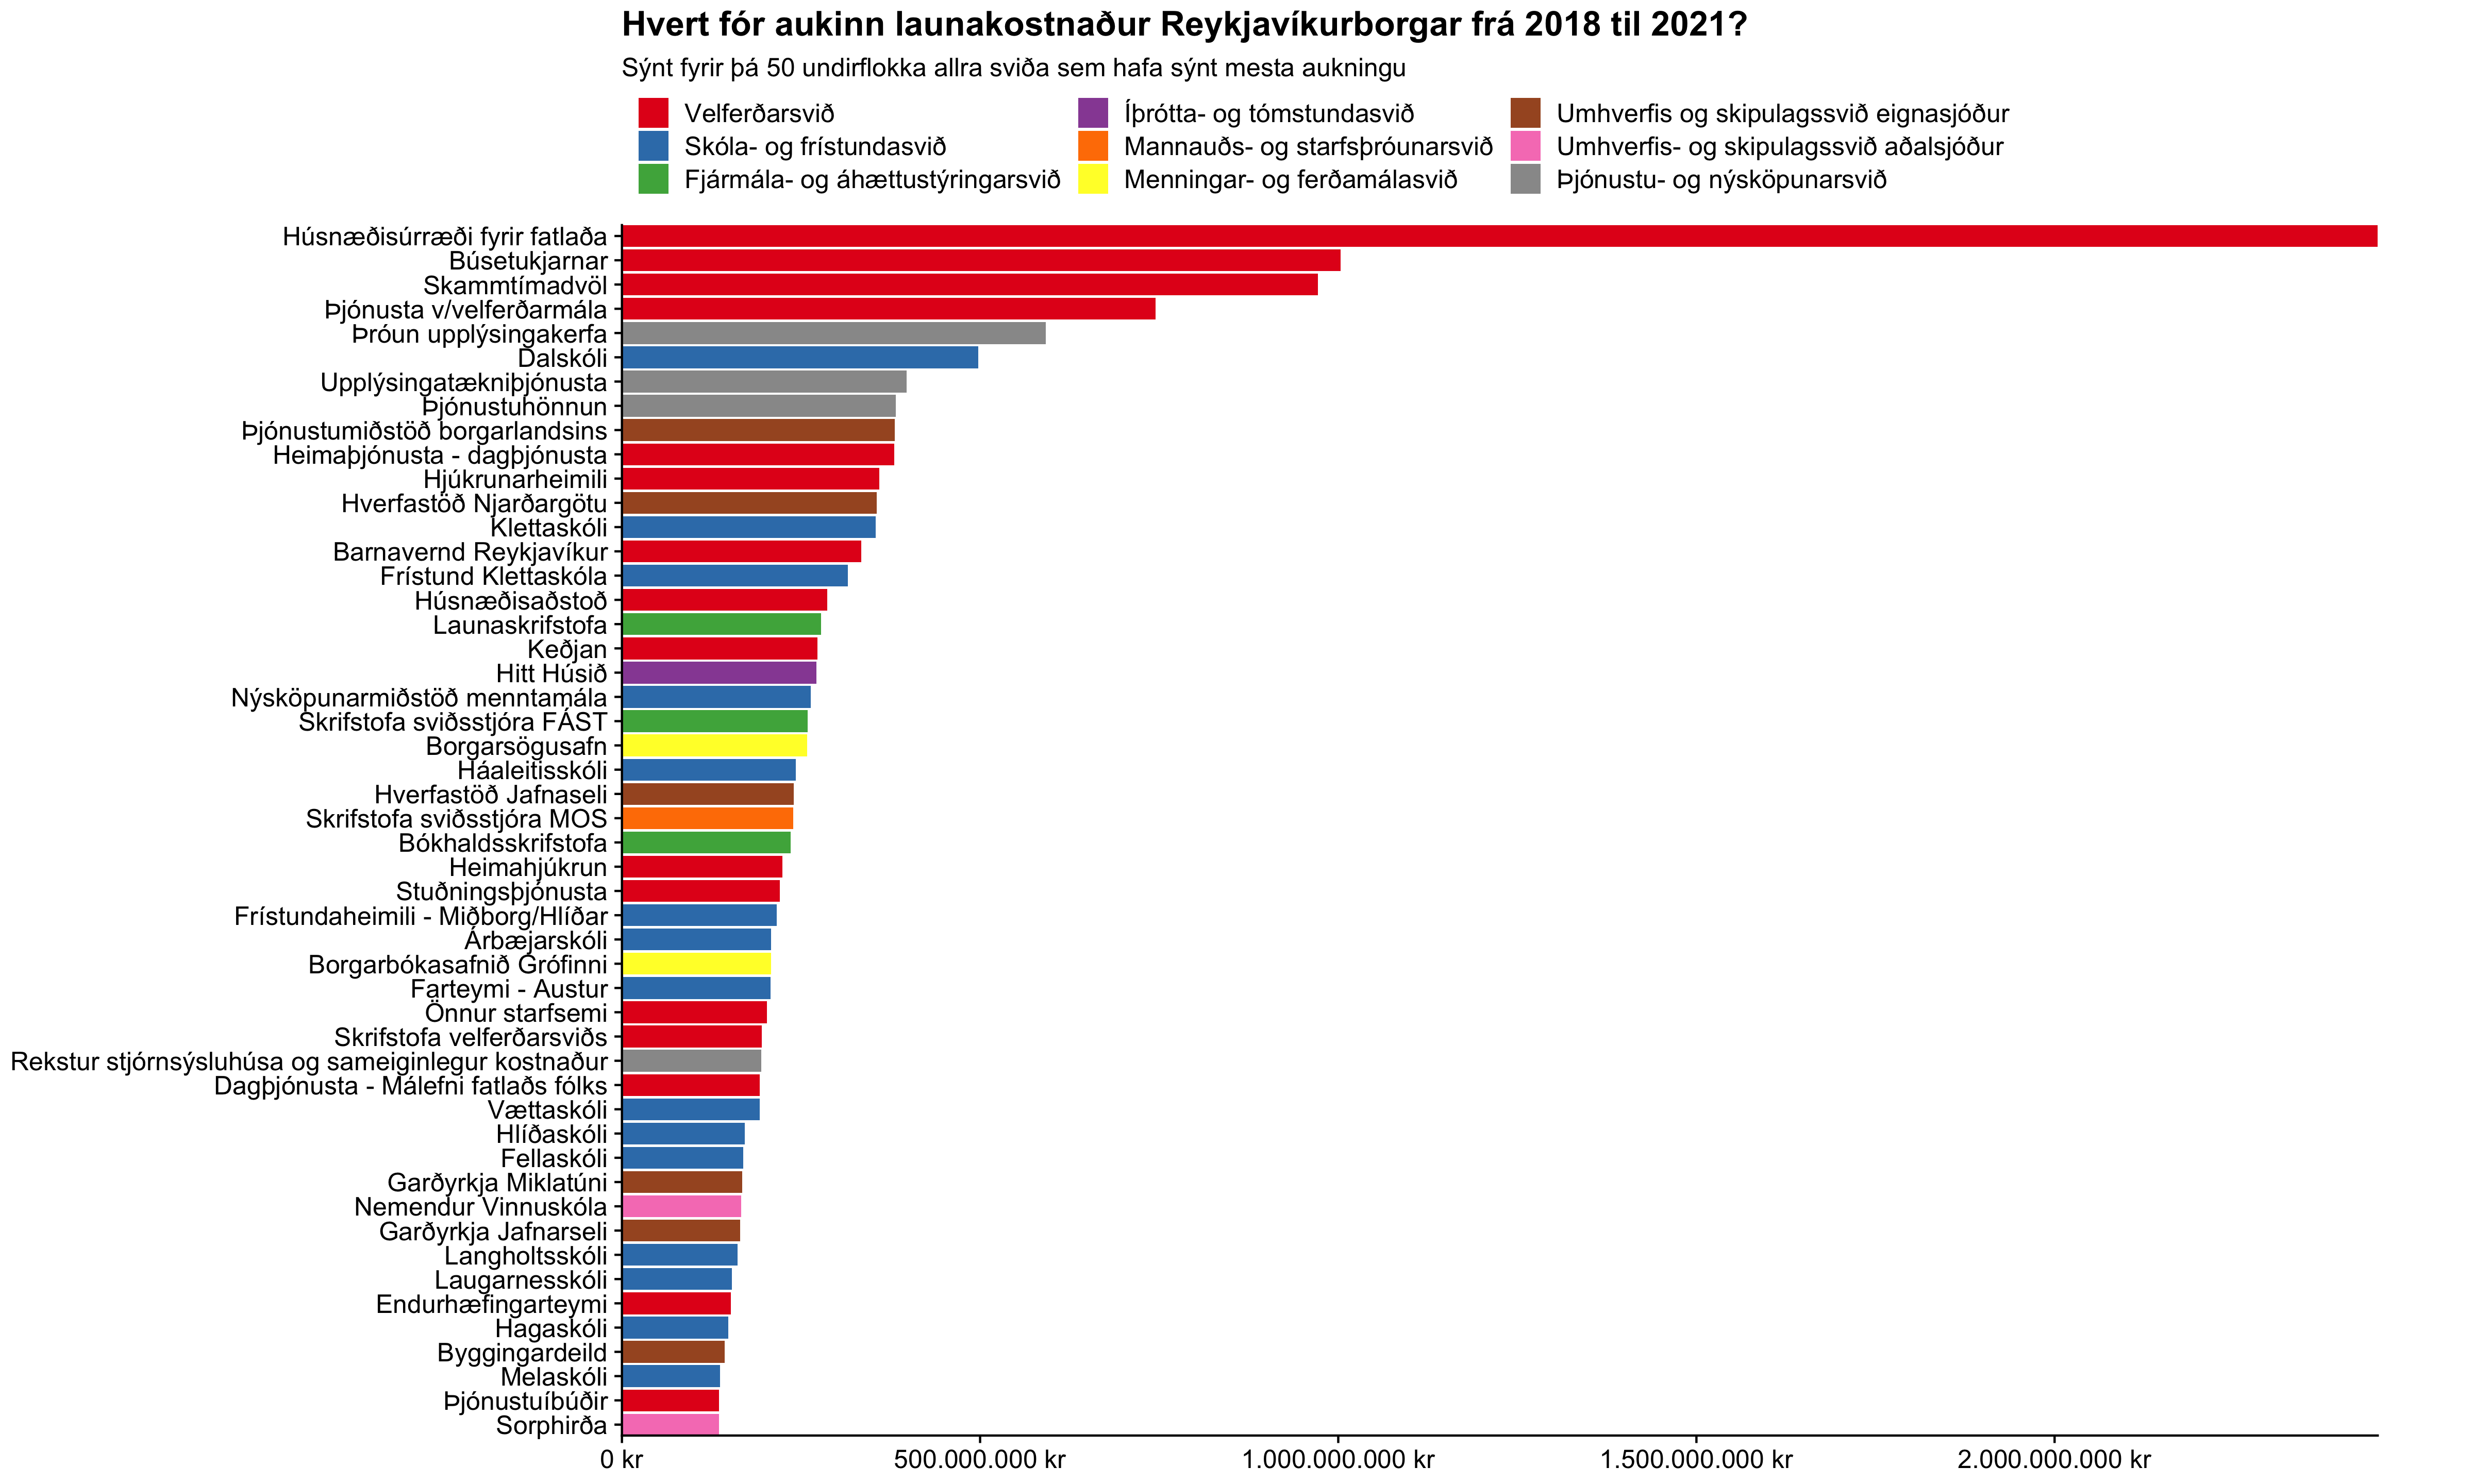 Hvert fór aukinn launakostnaður Reykjavíkurborgar frá 2018 til 2021?
Sýnt fyrir þá 50 undirflokka allra sviða sem hafa sýnt mesta aukningu
Velferðarsvið
Skóla- og frístundasvið
Fjármála- og áhættustýringarsvið
Íþrótta- og tómstundasvið
Mannauðs- og starfsþróunarsvið
Menningar- og ferðamálasvið
Umhverfis og skipulagssvið eignasjóður
Umhverfis- og skipulagssvið aðalsjóður
Þjónustu- og nýsköpunarsvið
Húsnæðisúrræði fyrir fatlaða
Búsetukjarnar
Skammtímadvöl
Þjónusta v/velferðarmála
Þróun upplýsingakerfa
Dalskóli
Upplýsingatækniþjónusta
Þjónustuhönnun
Þjónustumiðstöð borgarlandsins
Heimaþjónusta - dagþjónusta
Hjúkrunarheimili
Hverfastöð Njarðargötu
Klettaskóli
Barnavernd Reykjavíkur
Frístund Klettaskóla
Húsnæðisaðstoð
Launaskrifstofa
Keðjan
Hitt Húsið
Nýsköpunarmiðstöð menntamála
Skrifstofa sviðsstjóra FÁST
Borgarsögusafn
Háaleitisskóli
Hverfastöð Jafnaseli
Skrifstofa sviðsstjóra MOS
Bókhaldsskrifstofa
Heimahjúkrun
Stuðningsþjónusta
Frístundaheimili - Miðborg/Hlíðar
Árbæjarskóli
Borgarbókasafnið Grófinni
Farteymi - Austur
Önnur starfsemi
Skrifstofa velferðarsviðs
Rekstur stjórnsýsluhúsa og sameiginlegur kostnaður
Dagþjónusta - Málefni fatlaðs fólks
Vættaskóli
Hlíðaskóli
Fellaskóli
Garðyrkja Miklatúni
Nemendur Vinnuskóla
Garðyrkja Jafnarseli
Langholtsskóli
Laugarnesskóli
Endurhæfingarteymi
Hagaskóli
Byggingardeild
Melaskóli
Þjónustuíbúðir
Sorphirða
0 kr
500.000.000 kr
1.000.000.000 kr
1.500.000.000 kr
2.000.000.000 kr